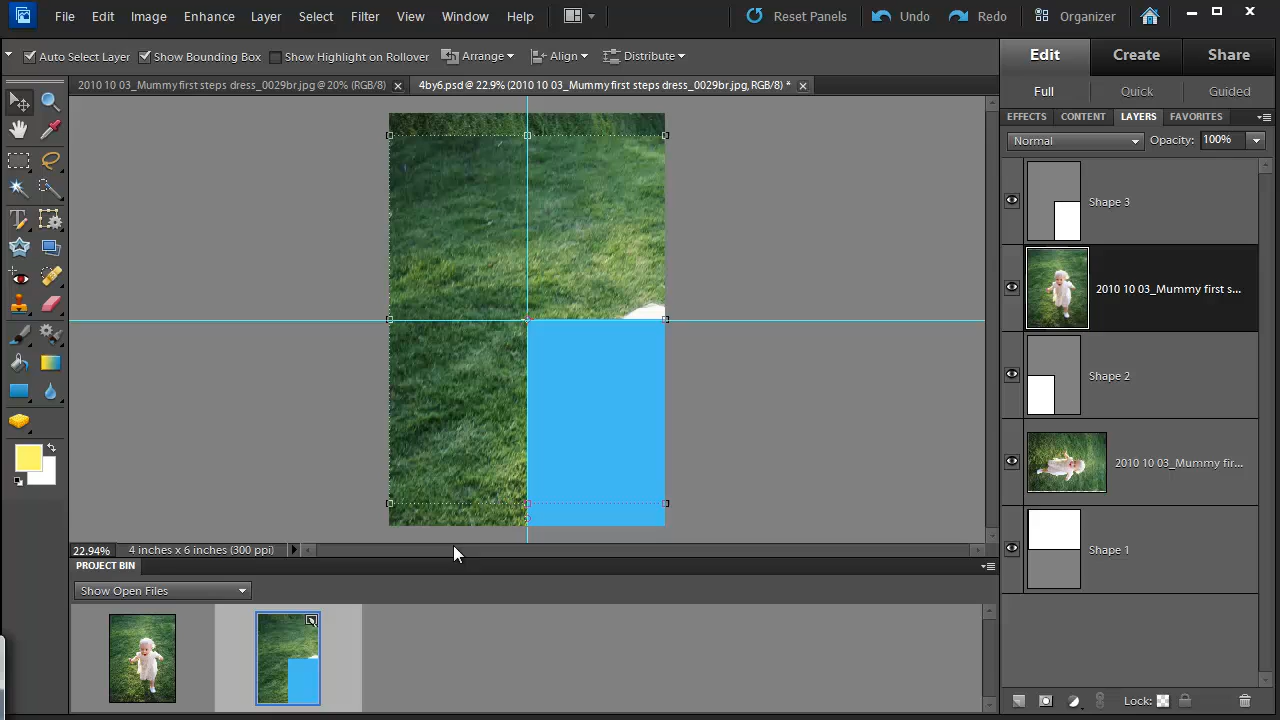 File Edit Image Enhance Layer Select Filter View Window Help Reset Panels Undo Redo Organizer
Auto Select Layer Show Bounding Box Show Highlight on Rollover Arrange Align Distribute
Edit Create Share
2010 10 03_Mummy first steps dress_0029br.jpg @ 20% (RGB/8) 4by6.psd @ 22.9% (2010 10 03_Mummy first steps dress_0029br.jpg, RGB/8) *
Full Quick Guided
EFFECTS CONTENT LAYERS FAVORITES
Normal Opacity: 100%
Shape 3
2010 10 03_Mummy first s...
Shape 2
2010 10 03_Mummy fir...
Shape 1
22.94% 4 inches x 6 inches (300 ppi)
PROJECT BIN
Show Open Files
Lock: